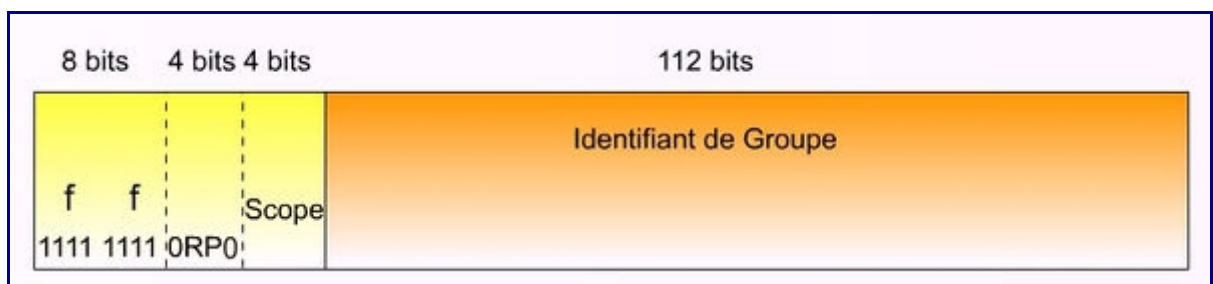 8 bits 4 bits 4 bits 112 bits
Identifiant de Groupe
f f
Scope
1111 1111 0RP0